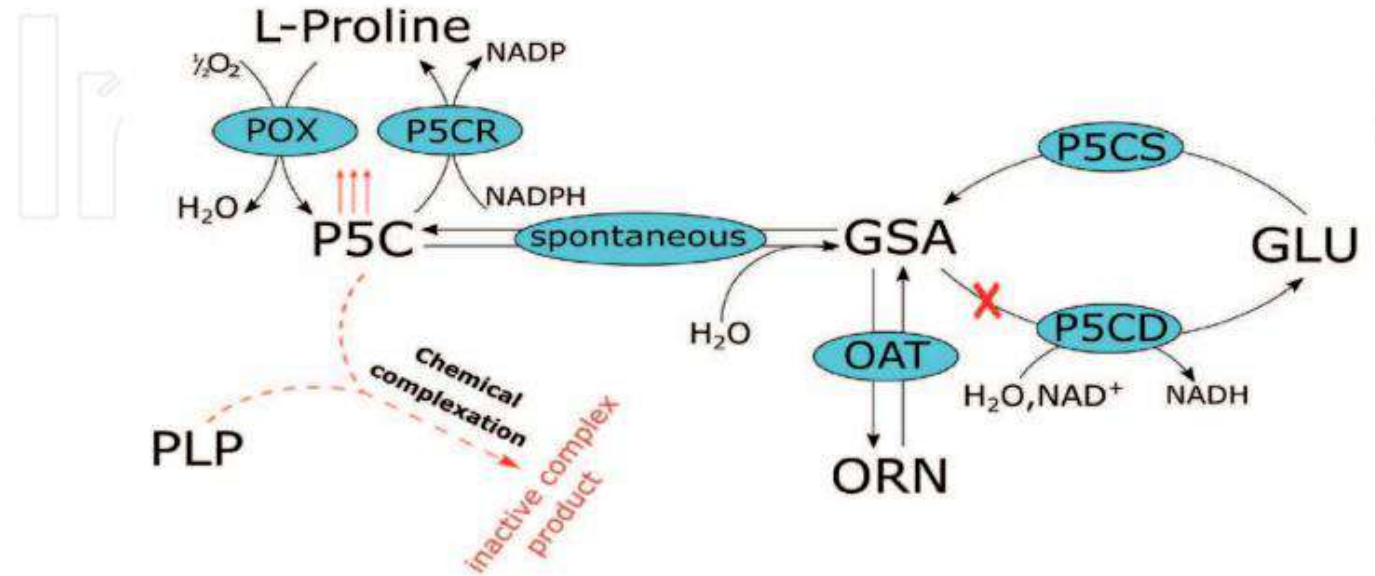 L-Proline
½O₂
NADP
POX
P5CR
P5CS
H₂O
NADPH
P5C
spontaneous
GSA
GLU
H₂O
P5CD
OAT
H₂O,NAD⁺
NADH
Chemical
complexation
PLP
ORN
inactive complex
product